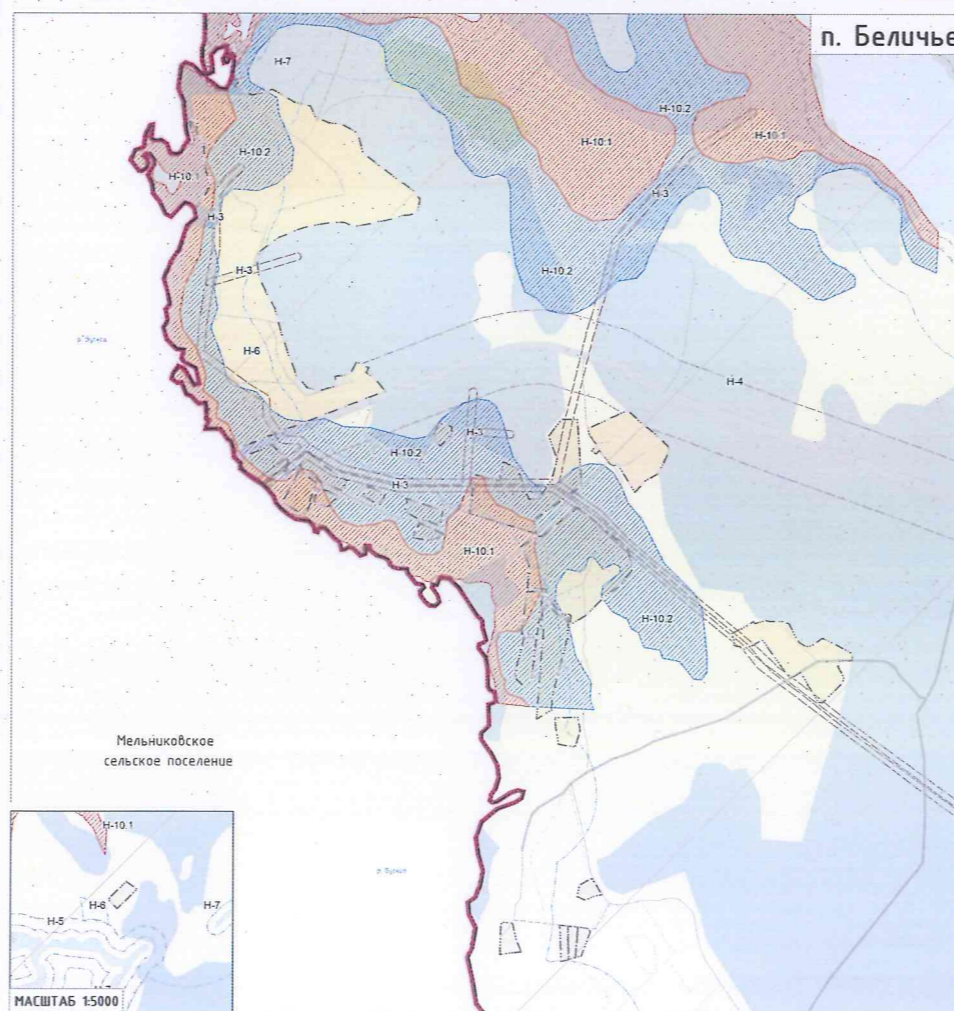 п. Беличье
Н-7
Н-10.2
Н-10.1
Н-10.1
Н-10.2
Н-10.1
Н-3
Н-3
Н-3
Н-10.2
Н-6
Н-4
Н-3
Н-10.2
Н-3
Н-10.1
Н-10.2
Мельниковское
сельское поселение
Н-10.1
Н-6
Н-5
Н-7
МАСШТАБ 1:5000